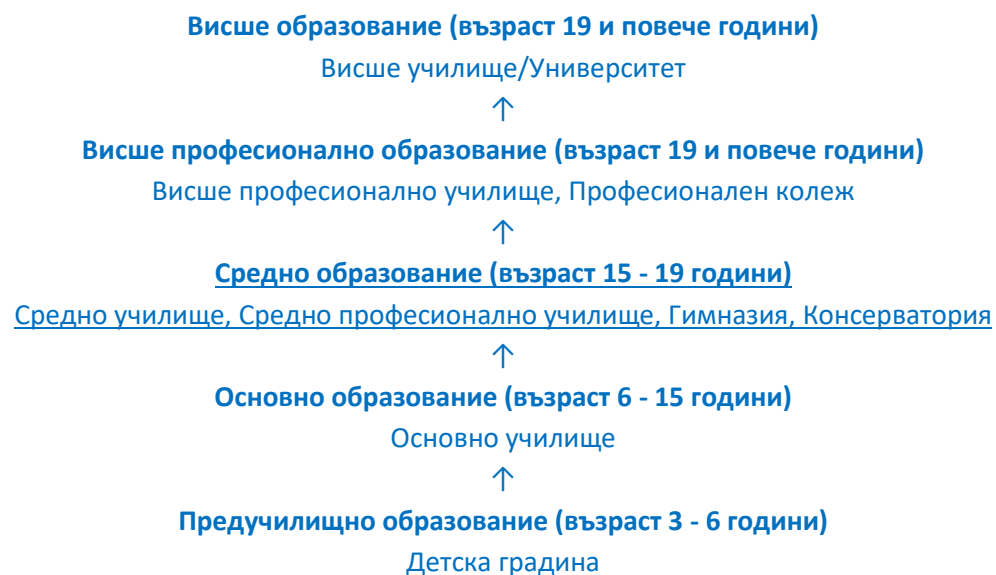 Висше образование (възраст 19 и повече години)
Висше училище/Университет
↑
Висше професионално образование (възраст 19 и повече години)
Висше професионално училище, Професионален колеж
↑
Средно образование (възраст 15 - 19 години)
Средно училище, Средно професионално училище, Гимназия, Консерватория
↑
Основно образование (възраст 6 - 15 години)
Основно училище
↑
Предучилищно образование (възраст 3 - 6 години)
Детска градина